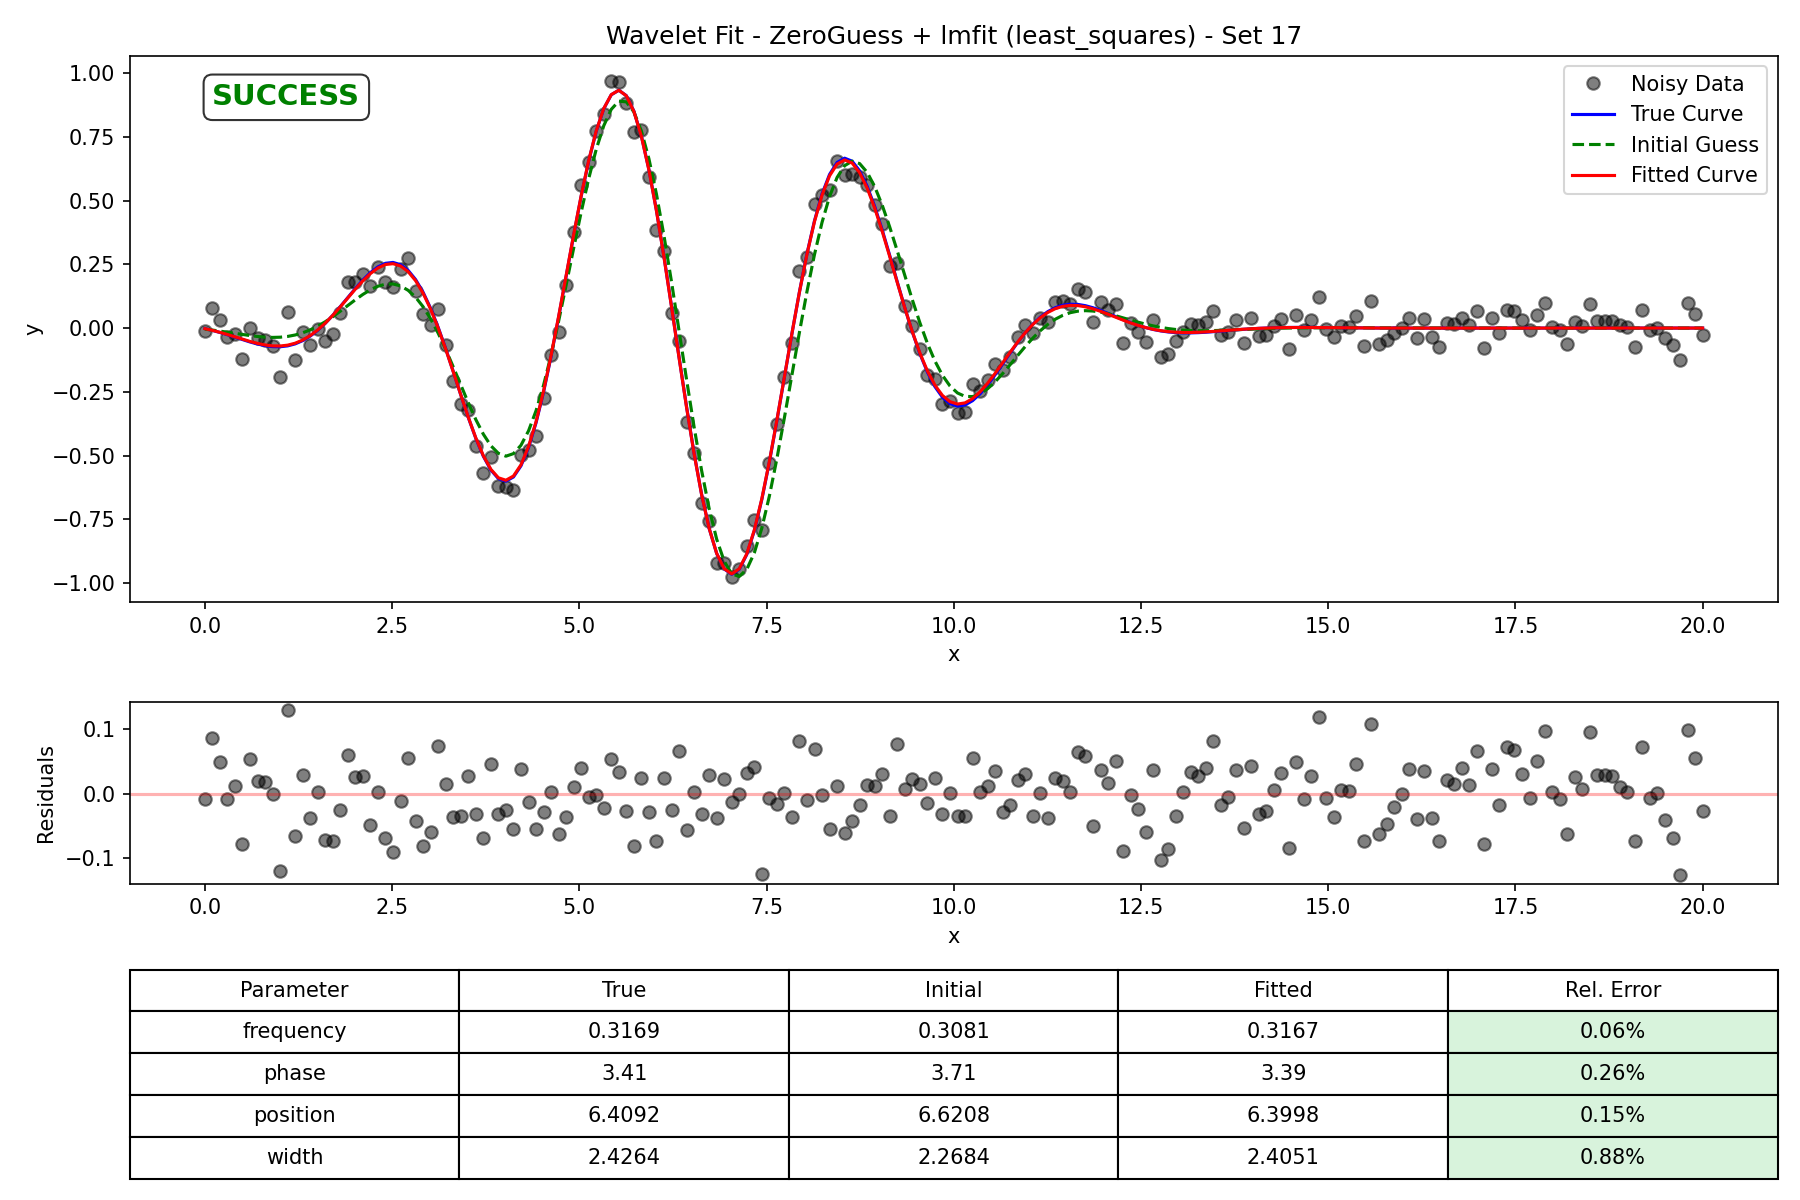 Wavelet Fit - ZeroGuess + lmfit (least_squares) - Set 17
SUCCESS
Noisy Data
True Curve
Initial Guess
Fitted Curve
1.00
0.75
0.50
0.25
0.00
−0.25
−0.50
−0.75
−1.00
y
0.0 2.5 5.0 7.5 10.0 12.5 15.0 17.5 20.0
x
0.1
0.0
−0.1
Residuals
0.0 2.5 5.0 7.5 10.0 12.5 15.0 17.5 20.0
x
Parameter True Initial Fitted Rel. Error
frequency 0.3169 0.3081 0.3167 0.06%
phase 3.41 3.71 3.39 0.26%
position 6.4092 6.6208 6.3998 0.15%
width 2.4264 2.2684 2.4051 0.88%